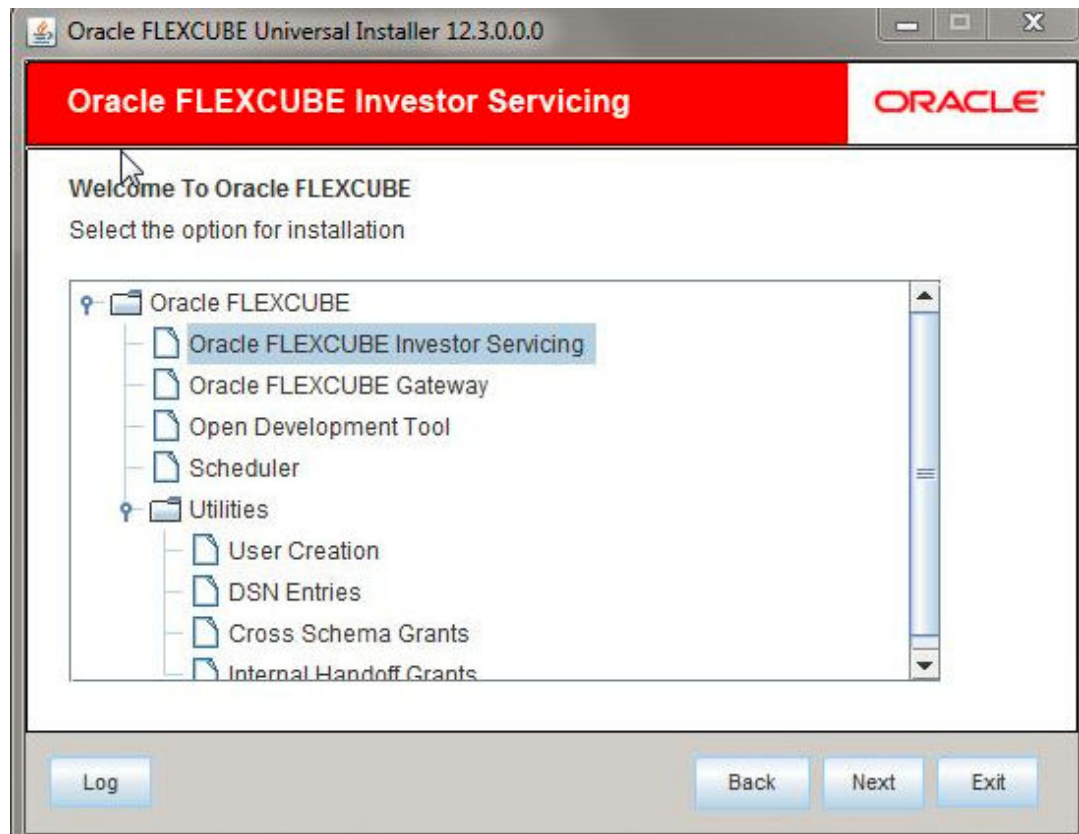 Oracle FLEXCUBE Universal Installer 12.3.0.0.0
Oracle FLEXCUBE Investor Servicing
ORACLE
Welcome To Oracle FLEXCUBE
Select the option for installation
Oracle FLEXCUBE
Oracle FLEXCUBE Investor Servicing
Oracle FLEXCUBE Gateway
Open Development Tool
Scheduler
Utilities
User Creation
DSN Entries
Cross Schema Grants
Internal Handoff Grants
Log
Back
Next
Exit